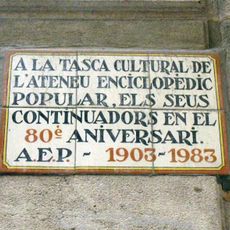 A LA TASCA CULTURAL DE
L'ATENEU ENCICLOPÈDIC
POPULAR, ELS SEUS
CONTINUADORS EN EL
80è ANIVERSARI.
A.E.P. - 1903-1983